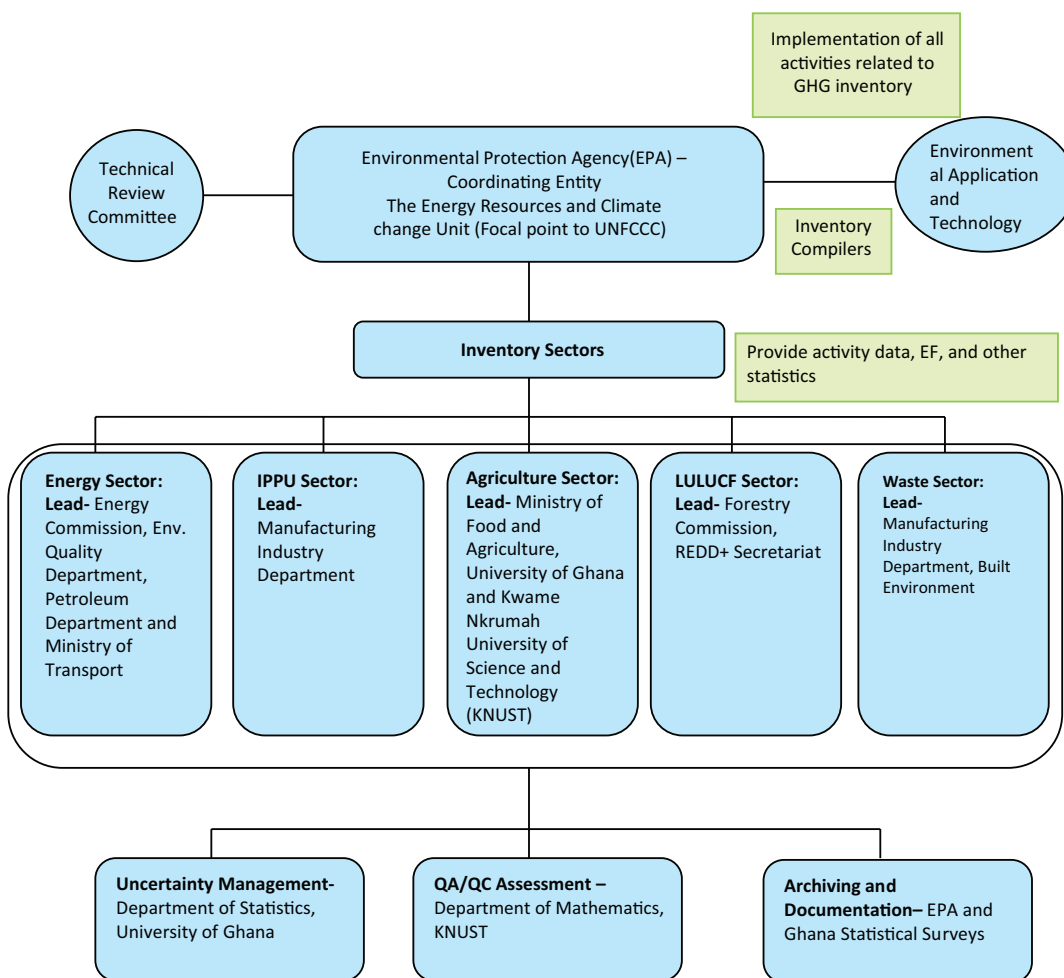 Implementation of all
activities related to
GHG inventory
Technical
Review
Committee
Environmental Protection Agency(EPA) –
Coordinating Entity
The Energy Resources and Climate
change Unit (Focal point to UNFCCC)
Environment
al Application
and
Technology
Inventory
Compilers
Inventory Sectors
Provide activity data, EF, and other
statistics
Energy Sector:
Lead- Energy
Commission, Env.
Quality
Department,
Petroleum
Department and
Ministry of
Transport
IPPU Sector:
Lead-
Manufacturing
Industry
Department
Agriculture Sector:
Lead- Ministry of
Food and
Agriculture,
University of Ghana
and Kwame
Nkrumah
University of
Science and
Technology
(KNUST)
LULUCF Sector:
Lead- Forestry
Commission,
REDD+ Secretariat
Waste Sector:
Lead-
Manufacturing
Industry
Department, Built
Environment
Uncertainty Management-
Department of Statistics,
University of Ghana
QA/QC Assessment –
Department of Mathematics,
KNUST
Archiving and
Documentation– EPA and
Ghana Statistical Surveys